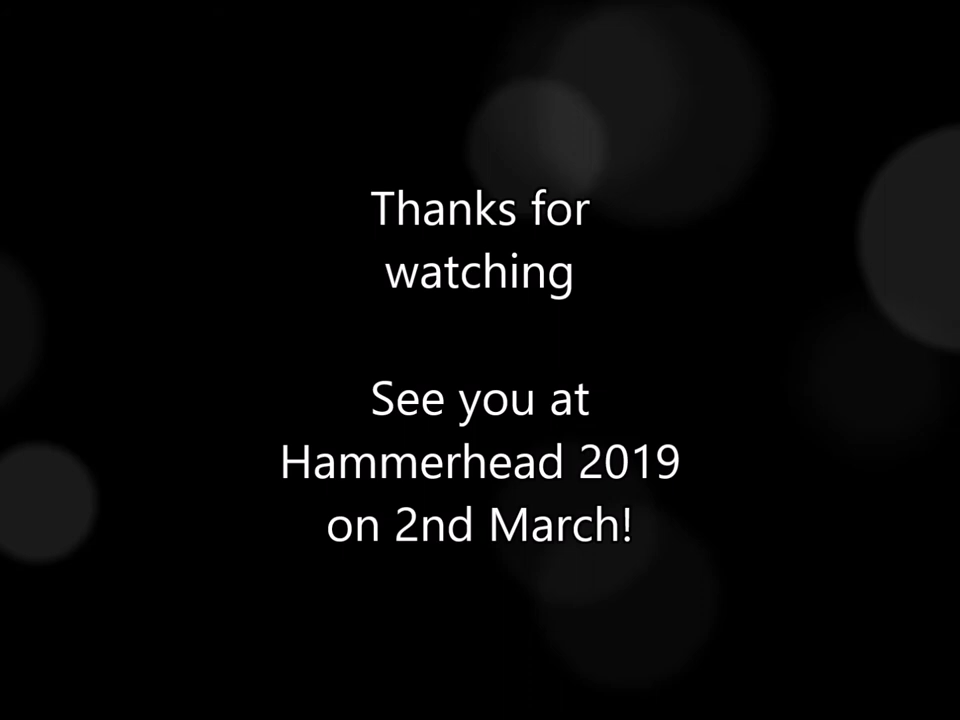 Thanks for
watching
See you at
Hammerhead 2019
on 2nd March!